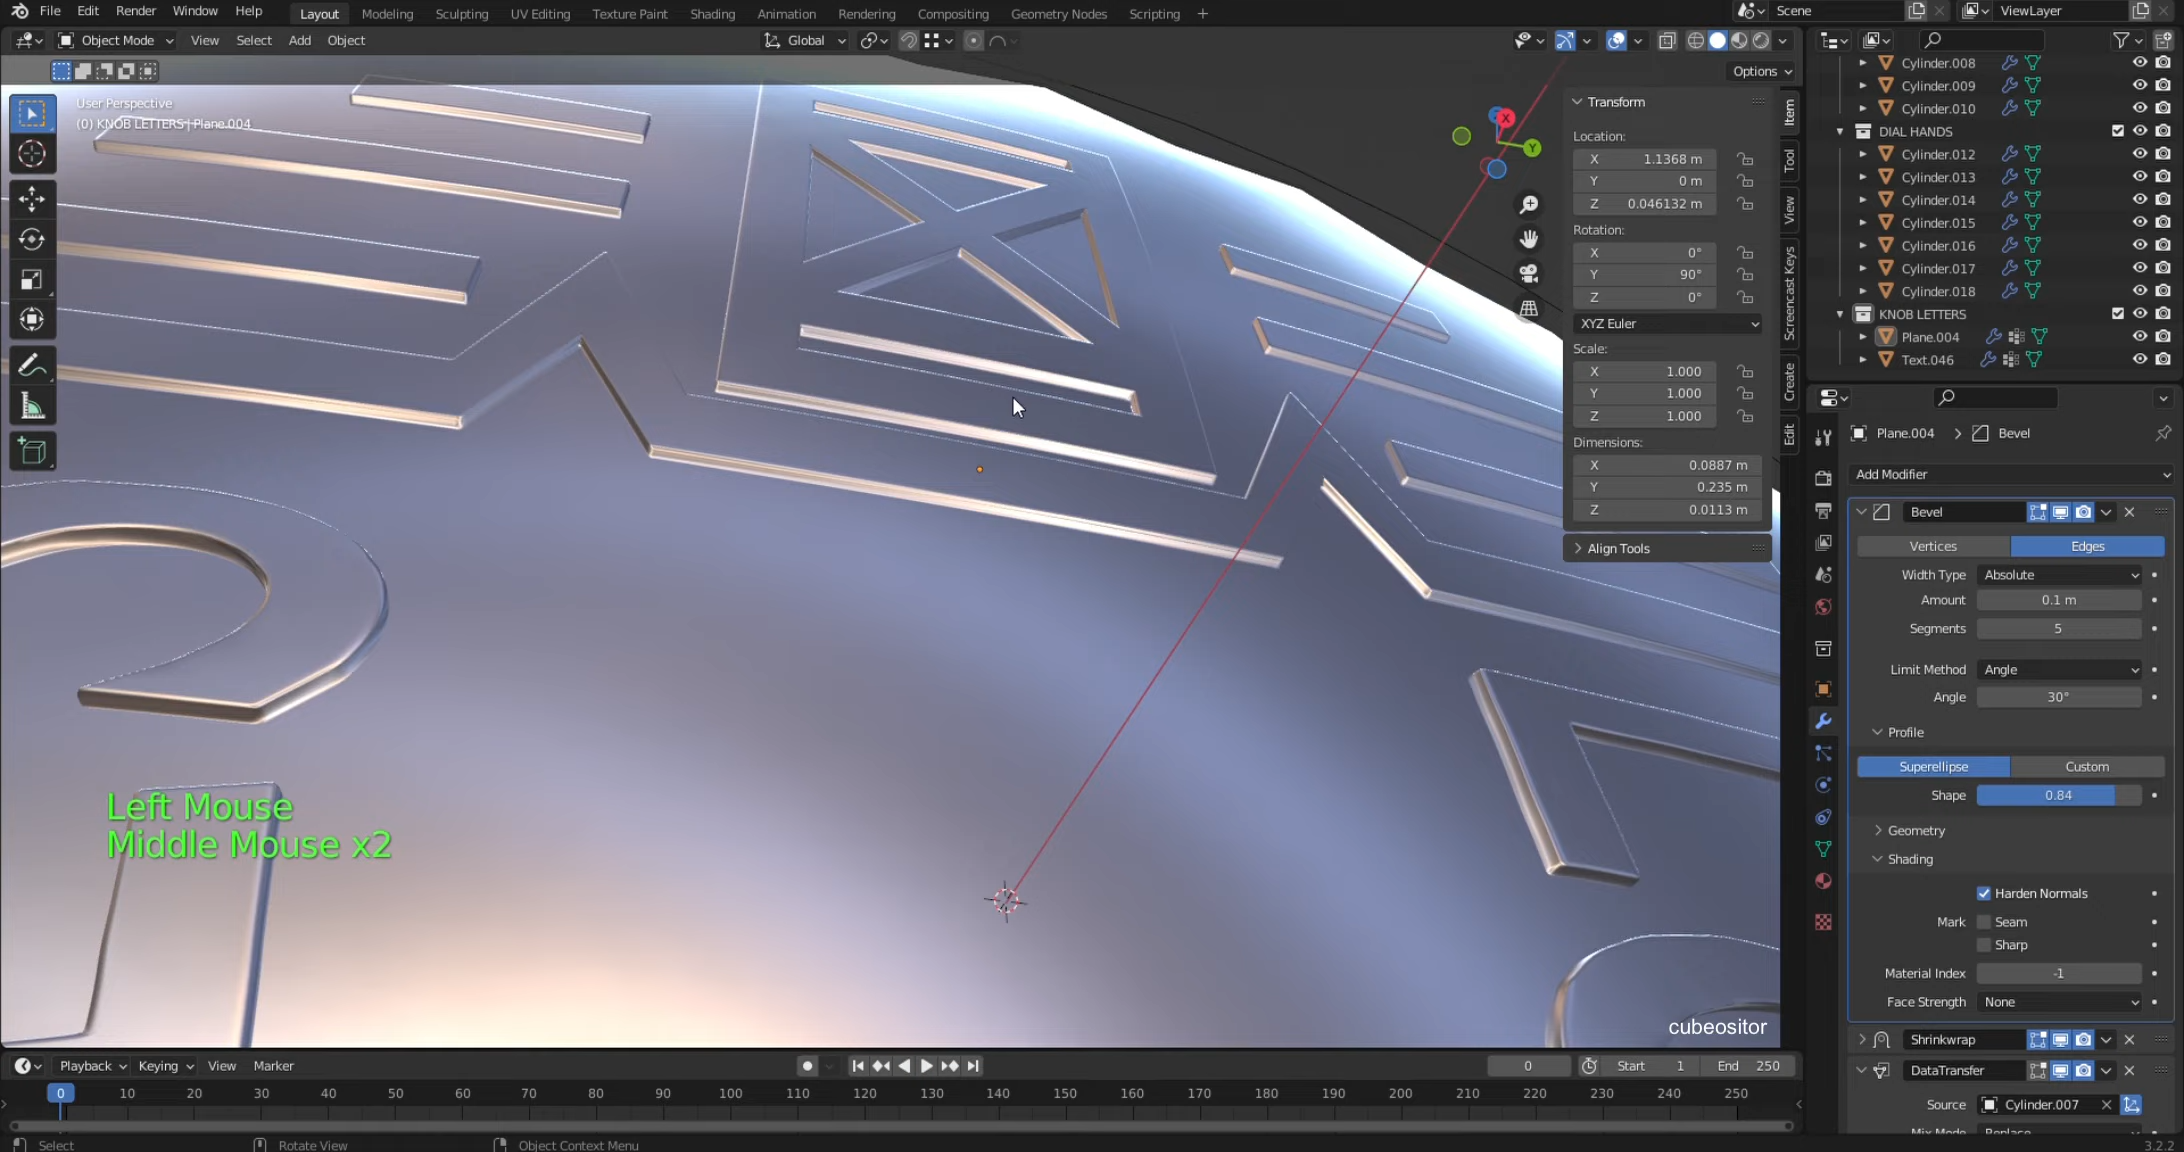 File Edit Render Window Help Layout Modeling Sculpting UV Editing Texture Paint Shading Animation Rendering Compositing Geometry Nodes Scripting + Scene ViewLayer
Object Mode View Select Add Object Global
Options
User Perspective
(0) KNOB LETTERS | Plane.004
Transform
Location:
X 1.1368 m
Y 0 m
Z 0.046132 m
Rotation:
X 0°
Y 90°
Z 0°
XYZ Euler
Scale:
X 1.000
Y 1.000
Z 1.000
Dimensions:
X 0.0887 m
Y 0.235 m
Z 0.0113 m
Align Tools
Item
Tool
View
Screencast Keys
Create
Edit
X
Y
Cylinder.008
Cylinder.009
Cylinder.010
DIAL HANDS
Cylinder.012
Cylinder.013
Cylinder.014
Cylinder.015
Cylinder.016
Cylinder.017
Cylinder.018
KNOB LETTERS
Plane.004
Text.046
Plane.004 > Bevel
Add Modifier
Bevel
Vertices Edges
Width Type Absolute
Amount 0.1 m
Segments 5
Limit Method Angle
Angle 30°
Profile
Superellipse Custom
Shape 0.84
Geometry
Shading
Harden Normals
Mark Seam
Sharp
Material Index -1
Face Strength None
Shrinkwrap
DataTransfer
Source Cylinder.007
Mix Mode Replace
Left Mouse
Middle Mouse x2
cubeositor
Playback Keying View Marker 0 Start 1 End 250
0 10 20 30 40 50 60 70 80 90 100 110 120 130 140 150 160 170 180 190 200 210 220 230 240 250
Select Rotate View Object Context Menu 3.2.2